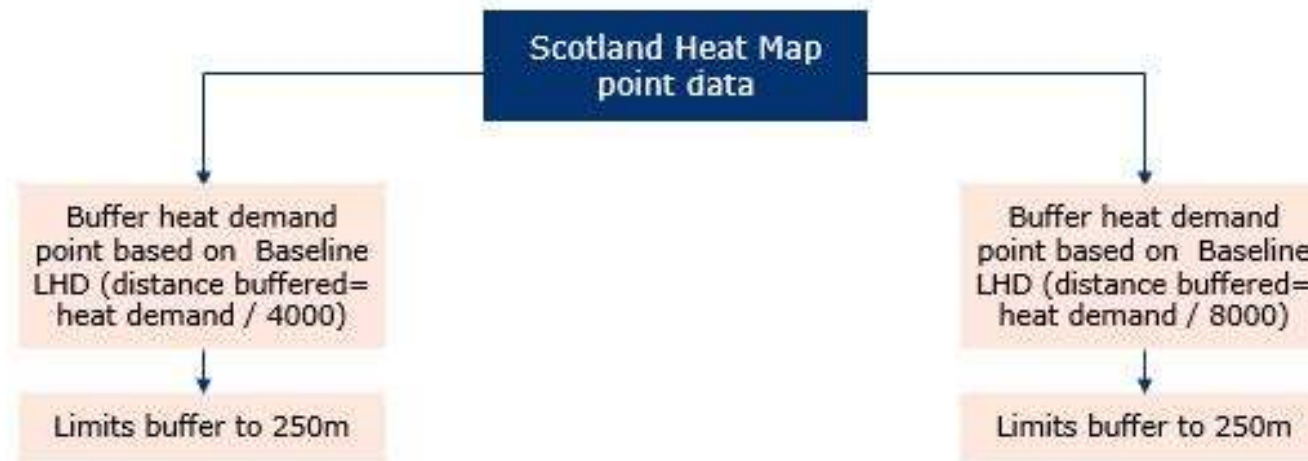 Scotland Heat Map
point data
Buffer heat demand
point based on Baseline
LHD (distance buffered=
heat demand / 4000)
Limits buffer to 250m
Buffer heat demand
point based on Baseline
LHD (distance buffered=
heat demand / 8000)
Limits buffer to 250m